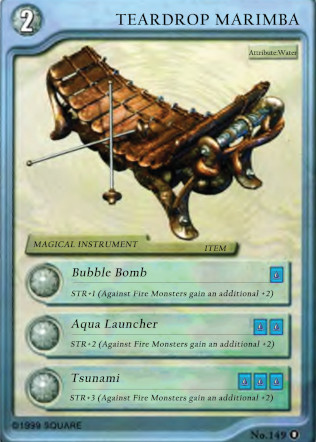 2
TEARDROP MARIMBA
Attribute:Water
MAGICAL INSTRUMENT
ITEM
Bubble Bomb
STR+1 (Against Fire Monsters gain an additional +2)
Aqua Launcher
STR+2 (Against Fire Monsters gain an additional +2)
Tsunami
STR+3 (Against Fire Monsters gain an additional +2)
©1999 SQUARE
No.149